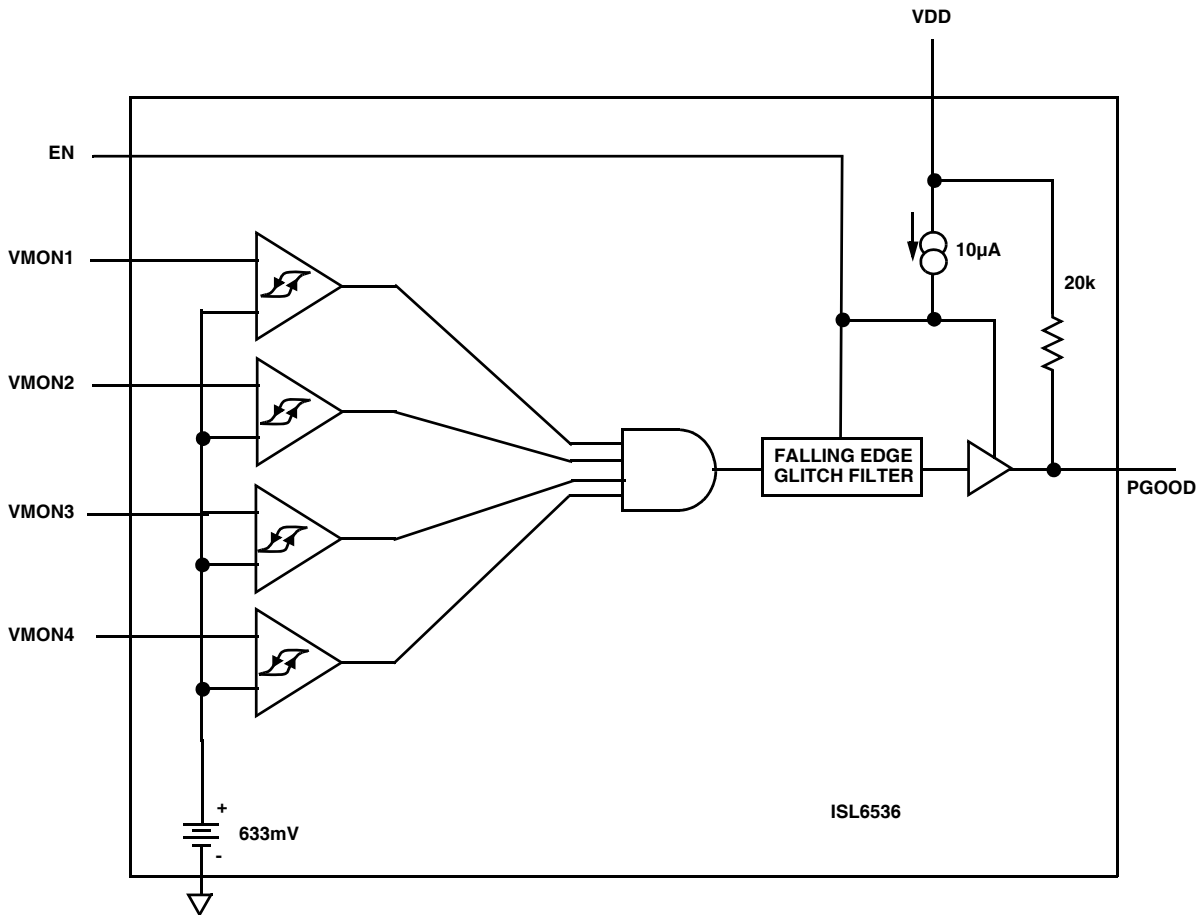 VDD
EN
VMON1
10µA
20k
VMON2
FALLING EDGE
GLITCH FILTER
PGOOD
VMON3
VMON4
ISL6536
+
633mV
-